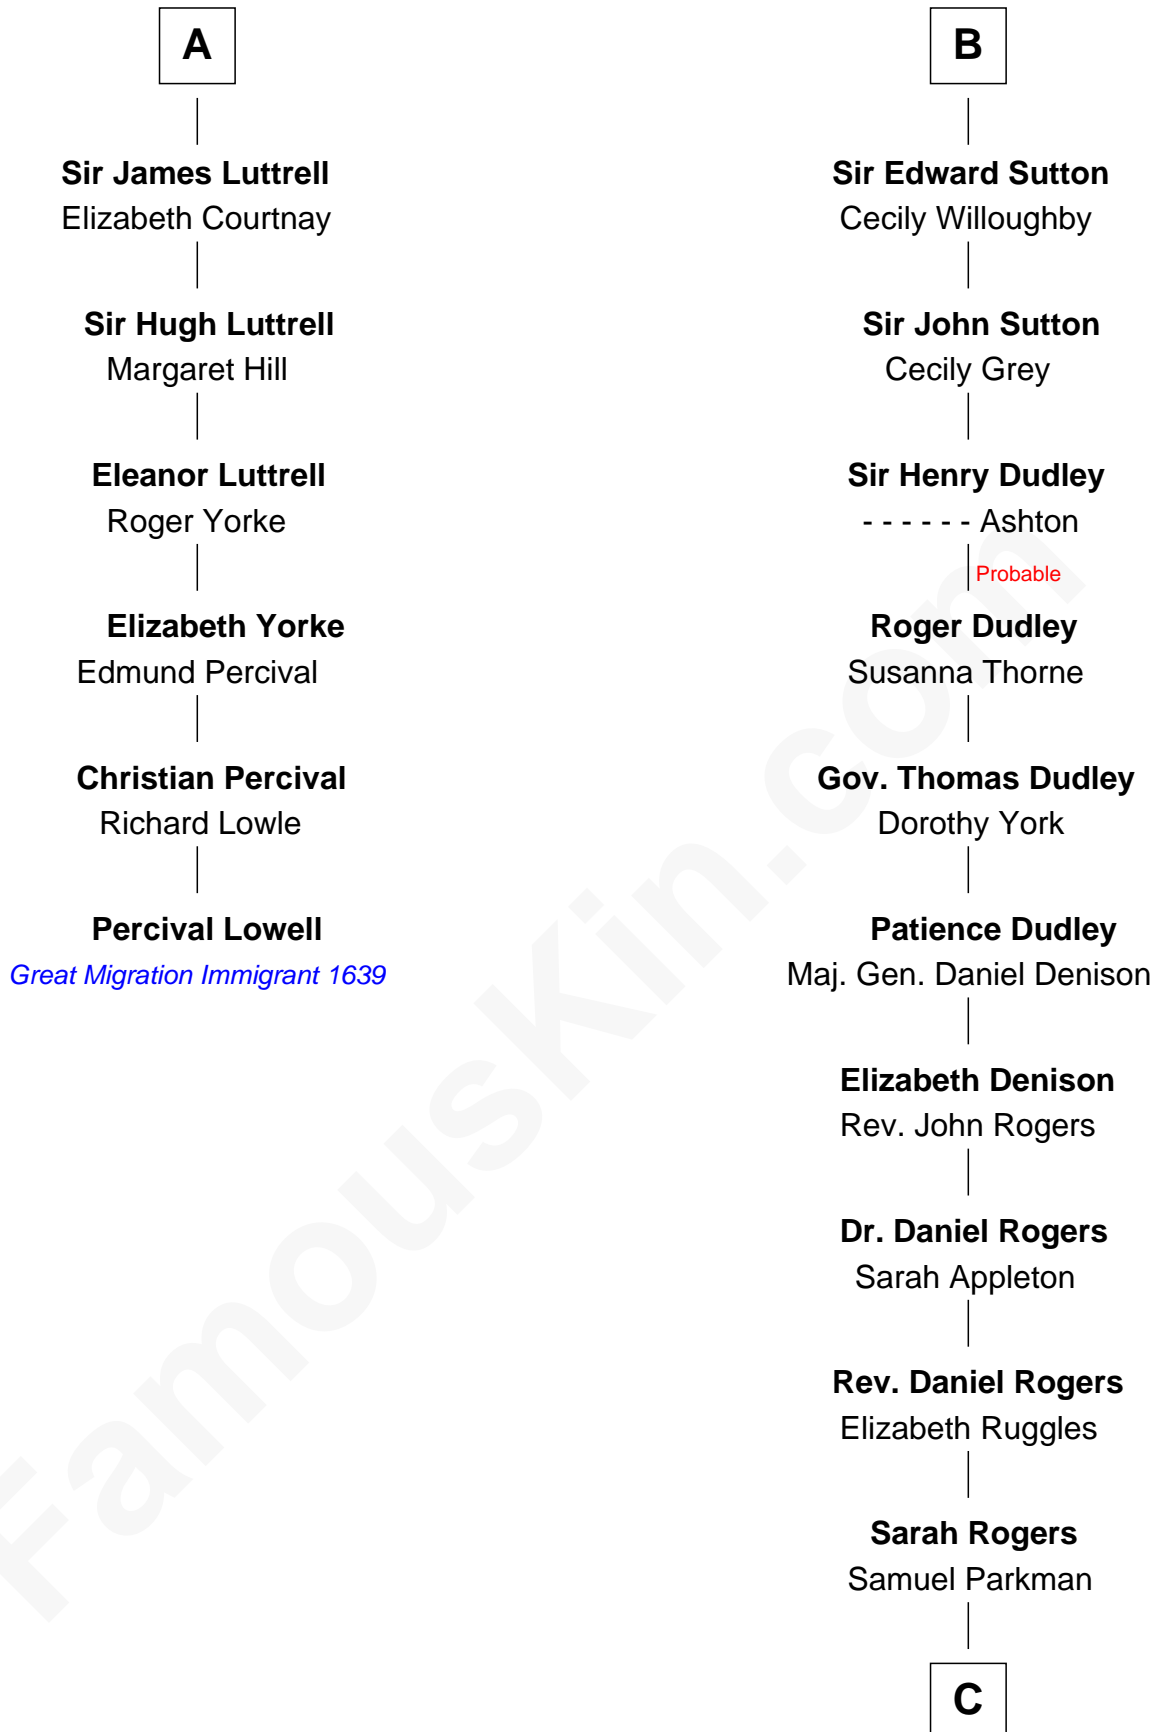 A
Sir James Luttrell
Elizabeth Courtnay
Sir Hugh Luttrell
Margaret Hill
Eleanor Luttrell
Roger Yorke
Elizabeth Yorke
Edmund Percival
Christian Percival
Richard Lowle
Percival Lowell
Great Migration Immigrant 1639
B
Sir Edward Sutton
Cecily Willoughby
Sir John Sutton
Cecily Grey
Sir Henry Dudley
- - - - - - Ashton
Probable
Roger Dudley
Susanna Thorne
Gov. Thomas Dudley
Dorothy York
Patience Dudley
Maj. Gen. Daniel Denison
Elizabeth Denison
Rev. John Rogers
Dr. Daniel Rogers
Sarah Appleton
Rev. Daniel Rogers
Elizabeth Ruggles
Sarah Rogers
Samuel Parkman
C
FamousKin.com